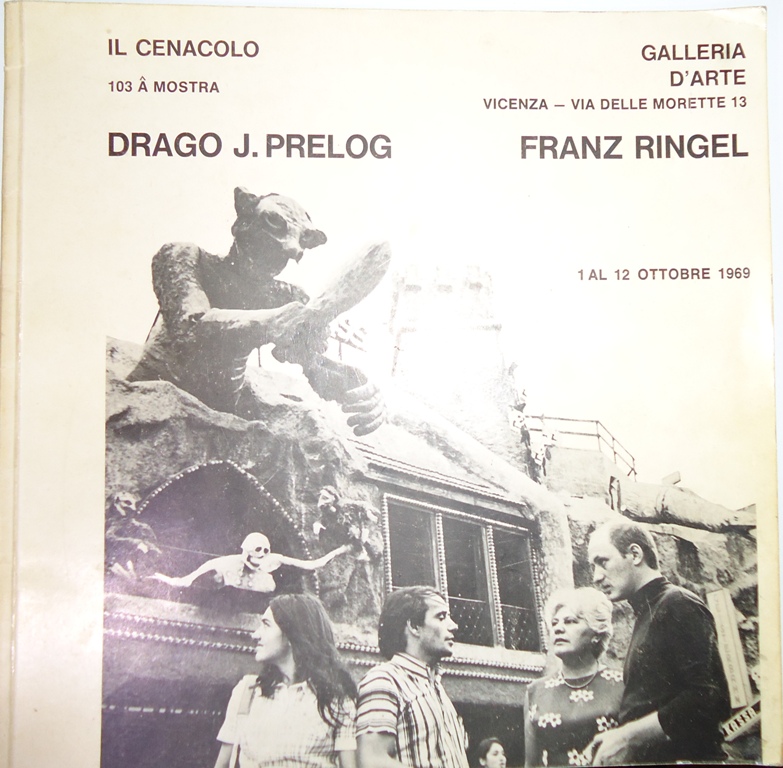 IL CENACOLO
103 Â MOSTRA
GALLERIA
D'ARTE
VICENZA – VIA DELLE MORETTE 13
DRAGO J. PRELOG
FRANZ RINGEL
1 AL 12 OTTOBRE 1969